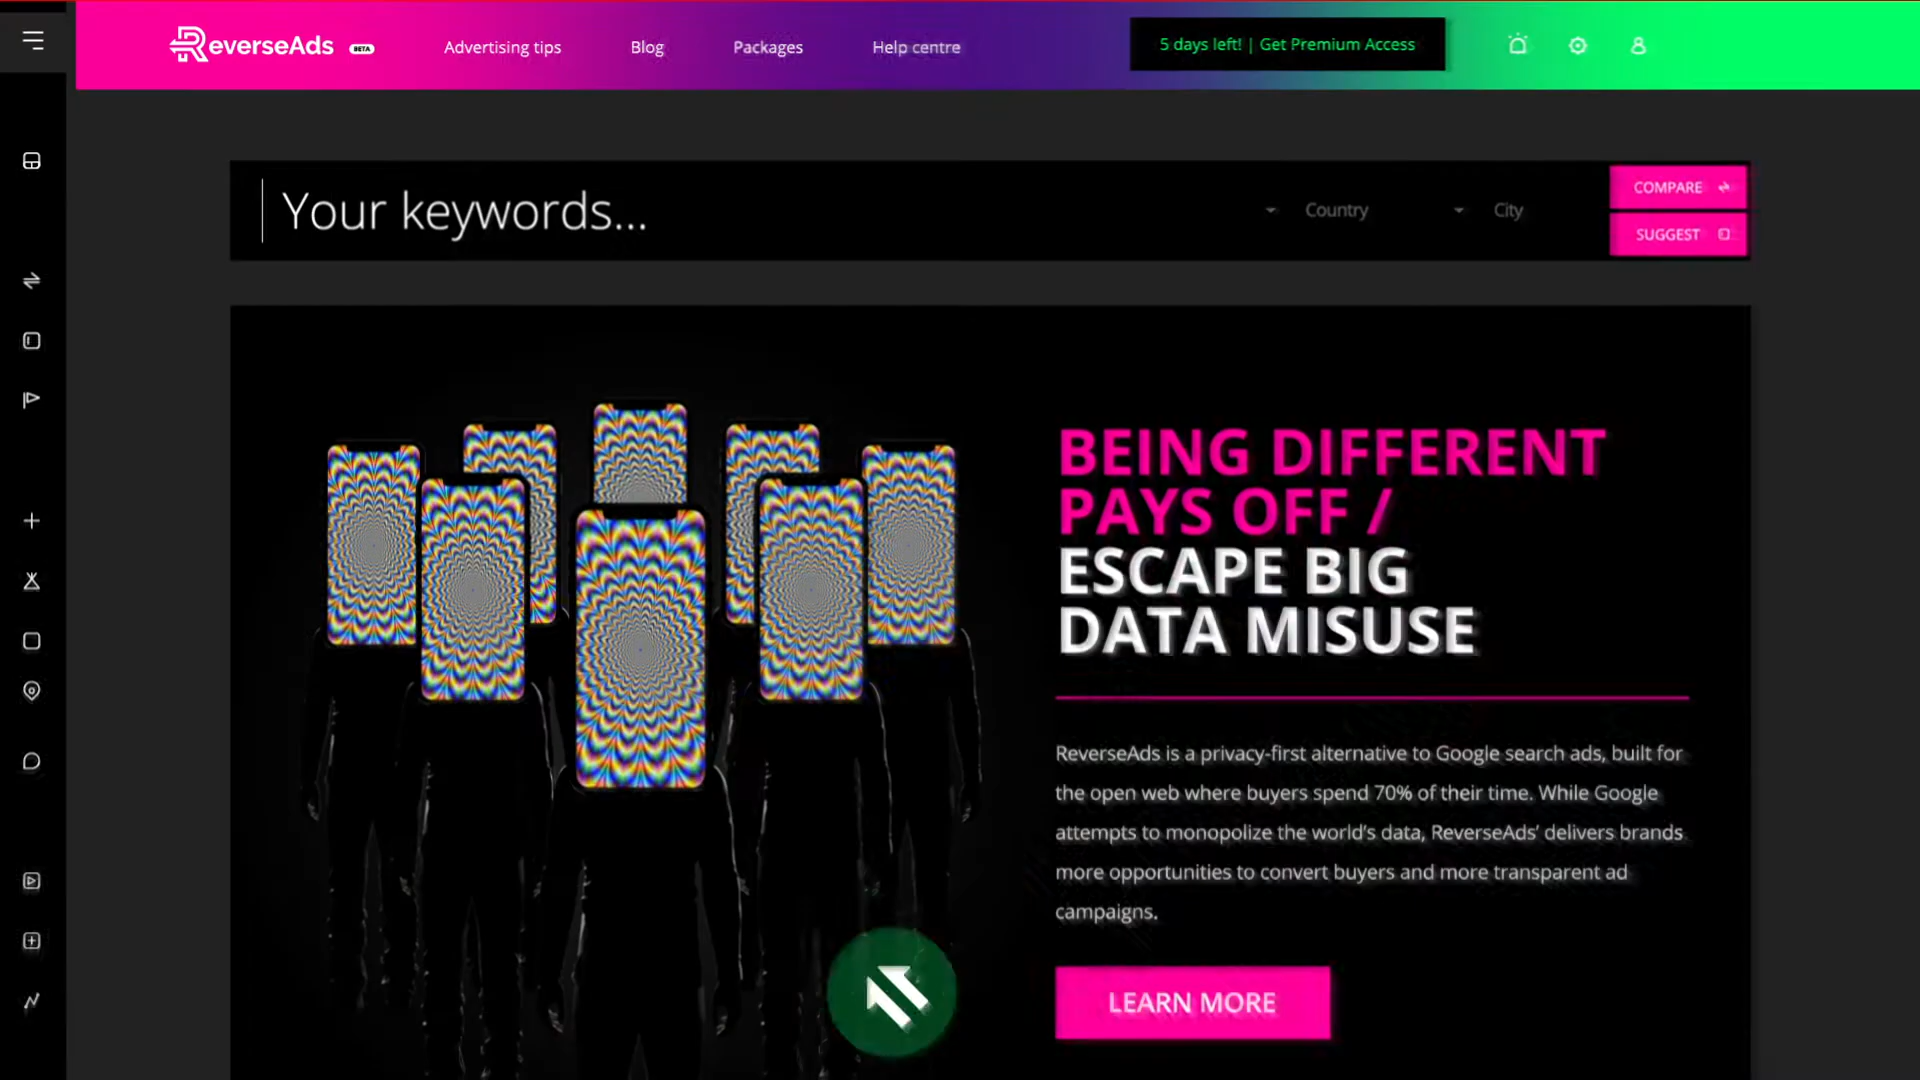 ReverseAds BETA
Advertising tips
Blog
Packages
Help centre
5 days left! | Get Premium Access
Your keywords...
Country
City
COMPARE
SUGGEST
BEING DIFFERENT
PAYS OFF /
ESCAPE BIG
DATA MISUSE
ReverseAds is a privacy-first alternative to Google search ads, built for
the open web where buyers spend 70% of their time. While Google
attempts to monopolize the world's data, ReverseAds' delivers brands
more opportunities to convert buyers and more transparent ad
campaigns.
LEARN MORE